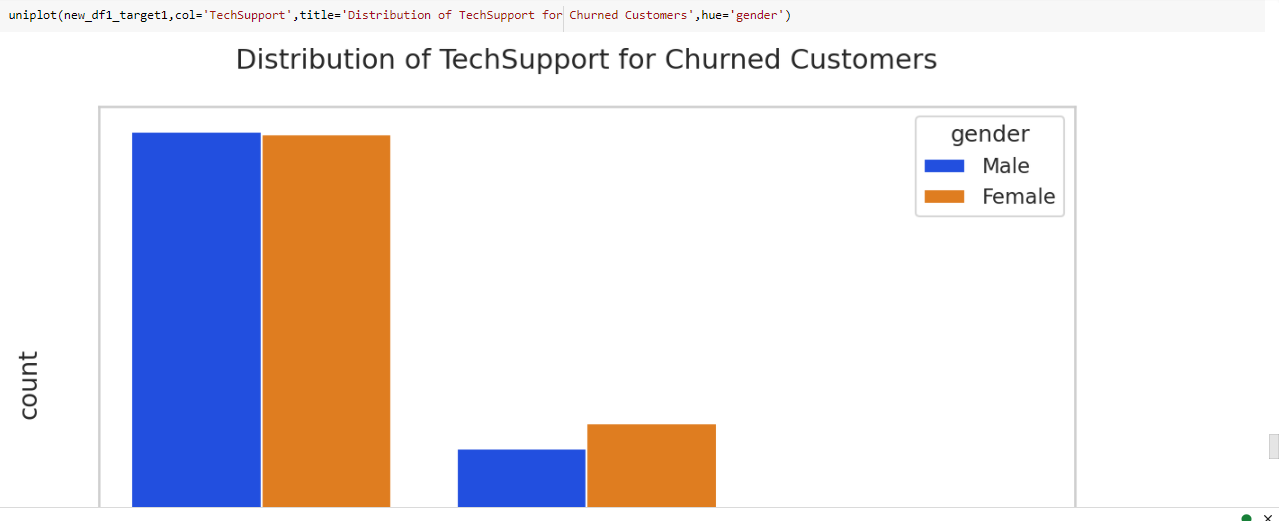 uniplot(new_df1_target1,col='TechSupport',title='Distribution of TechSupport for Churned Customers',hue='gender')
Distribution of TechSupport for Churned Customers
gender
Male
Female
count